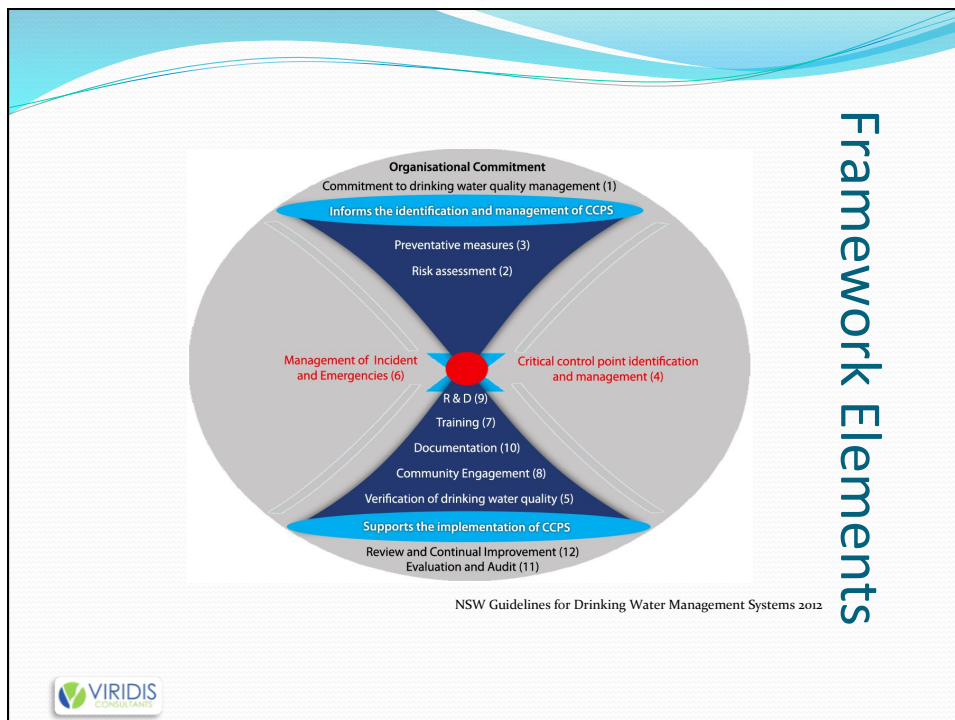 Framework Elements
Organisational Commitment
Commitment to drinking water quality management (1)
Informs the identification and management of CCPS
Preventative measures (3)
Risk assessment (2)
Management of Incident
and Emergencies (6)
Critical control point identification
and management (4)
R & D (9)
Training (7)
Documentation (10)
Community Engagement (8)
Verification of drinking water quality (5)
Supports the implementation of CCPS
Review and Continual Improvement (12)
Evaluation and Audit (11)
NSW Guidelines for Drinking Water Management Systems 2012
VIRIDIS
CONSULTANTS